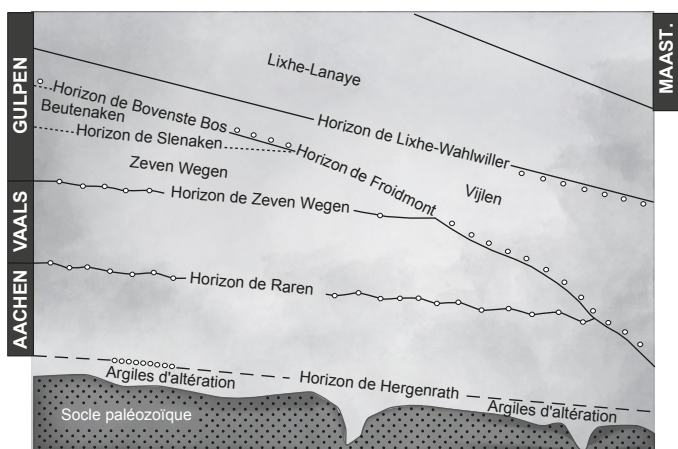 GULPEN
VAALS
AACHEN
MAAST.
Lixhe-Lanaye
Horizon de Lixhe-Wahlwiller
Horizon de Bovenste Bos
Beutenaken
Horizon de Slenaken
Horizon de Froidmont
Zeven Wegen
Vijlen
Horizon de Zeven Wegen
Horizon de Raren
Argiles d'altération
Horizon de Hergenrath
Argiles d'altération
Socle paléozoïque